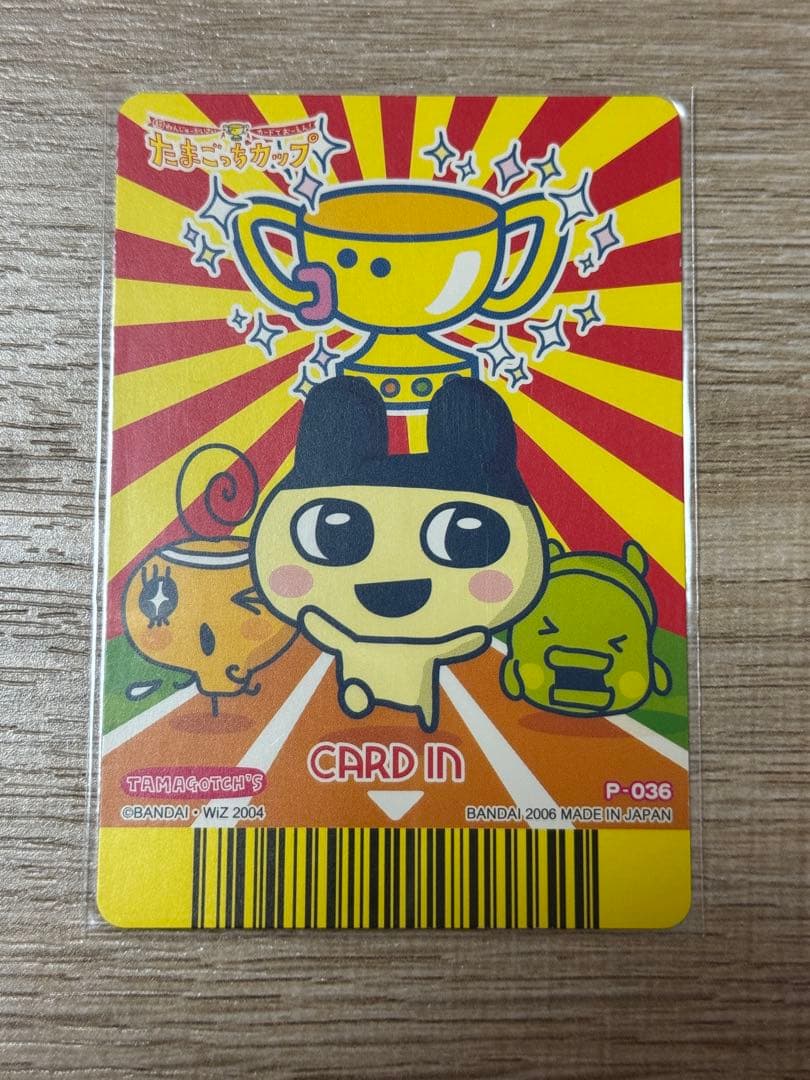 たまごっちカップ
CARD IN
TAMAGOTCH'S
P-036
©BANDAI・WiZ 2004
BANDAI 2006 MADE IN JAPAN